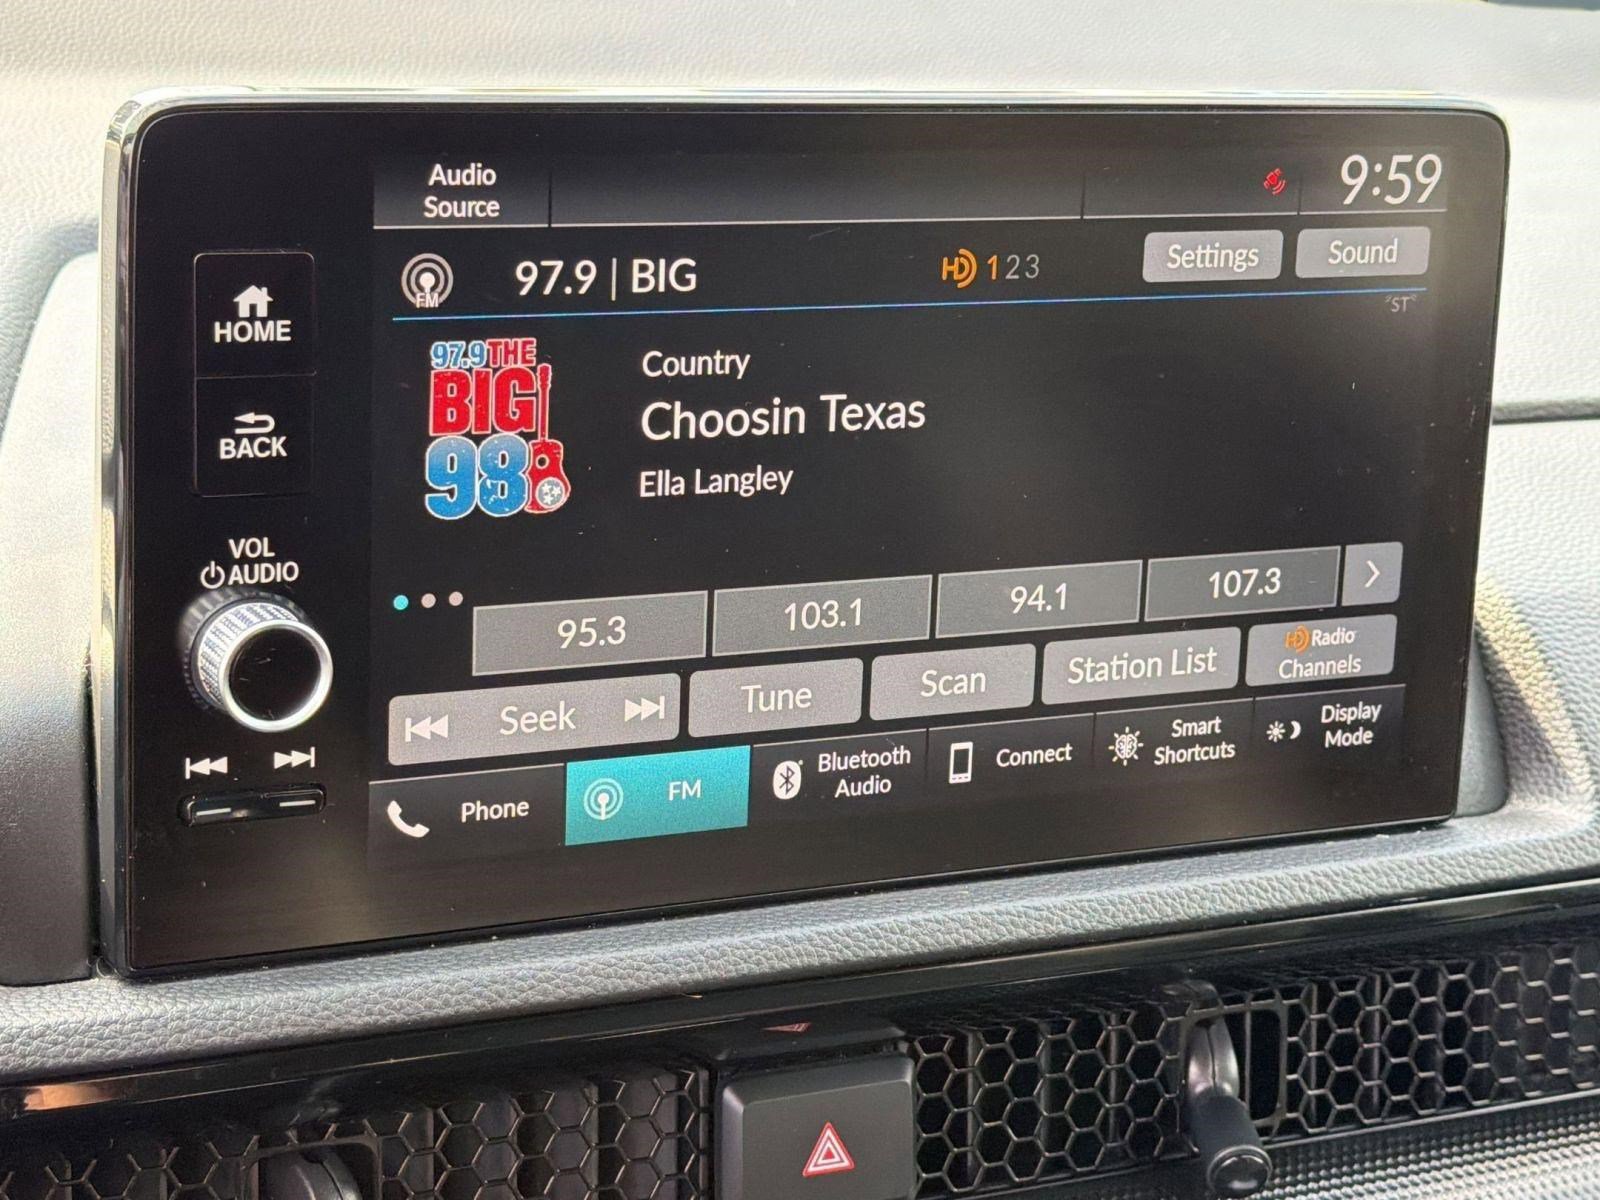 Audio
Source
9:59
FM
97.9 | BIG
HD 1 2 3
Settings
Sound
ST
HOME
BACK
VOL
AUDIO
97.9 THE
BIG
98
Country
Choosin Texas
Ella Langley
95.3
103.1
94.1
107.3
Seek
Tune
Scan
Station List
HD Radio
Channels
Phone
FM
Bluetooth
Audio
Connect
Smart
Shortcuts
Display
Mode